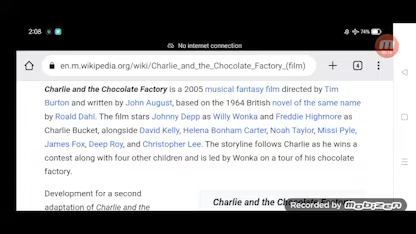 2:08
74%
No internet connection
en.m.wikipedia.org/wiki/Charlie_and_the_Chocolate_Factory_(film)
4
Charlie and the Chocolate Factory is a 2005 musical fantasy film directed by Tim
Burton and written by John August, based on the 1964 British novel of the same name
by Roald Dahl. The film stars Johnny Depp as Willy Wonka and Freddie Highmore as
Charlie Bucket, alongside David Kelly, Helena Bonham Carter, Noah Taylor, Missi Pyle,
James Fox, Deep Roy, and Christopher Lee. The storyline follows Charlie as he wins a
contest along with four other children and is led by Wonka on a tour of his chocolate
factory.
Development for a second
adaptation of Charlie and the
Charlie and the Chocolate Factory
Recorded by mobizen